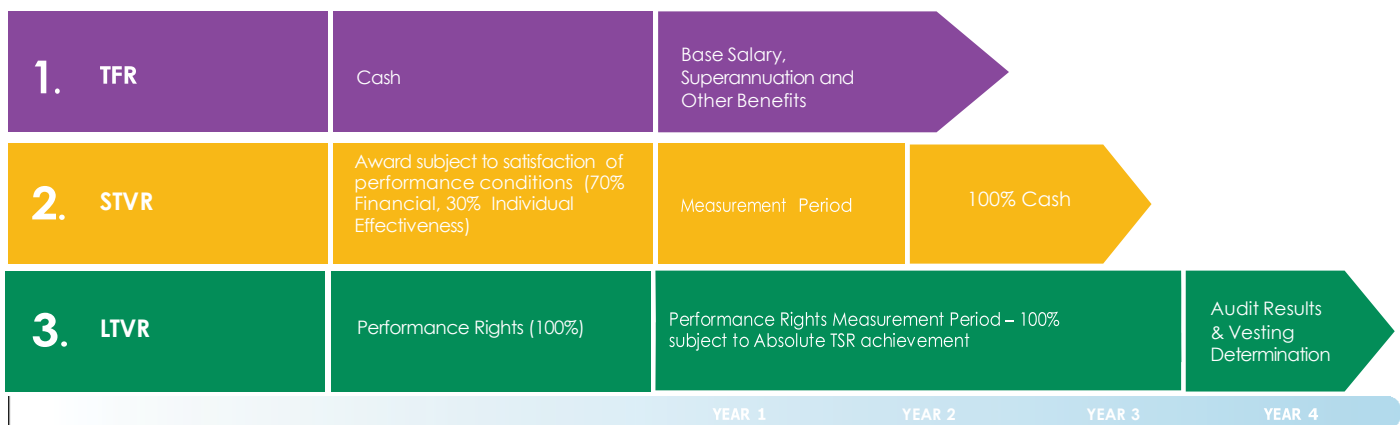 1. TFR
Cash
Base Salary,
Superannuation and
Other Benefits
2. STVR
Award subject to satisfaction of
performance conditions (70%
Financial, 30% Individual
Effectiveness)
Measurement Period
100% Cash
3. LTVR
Performance Rights (100%)
Performance Rights Measurement Period – 100%
subject to Absolute TSR achievement
Audit Results
& Vesting
Determination
YEAR 1 YEAR 2 YEAR 3 YEAR 4